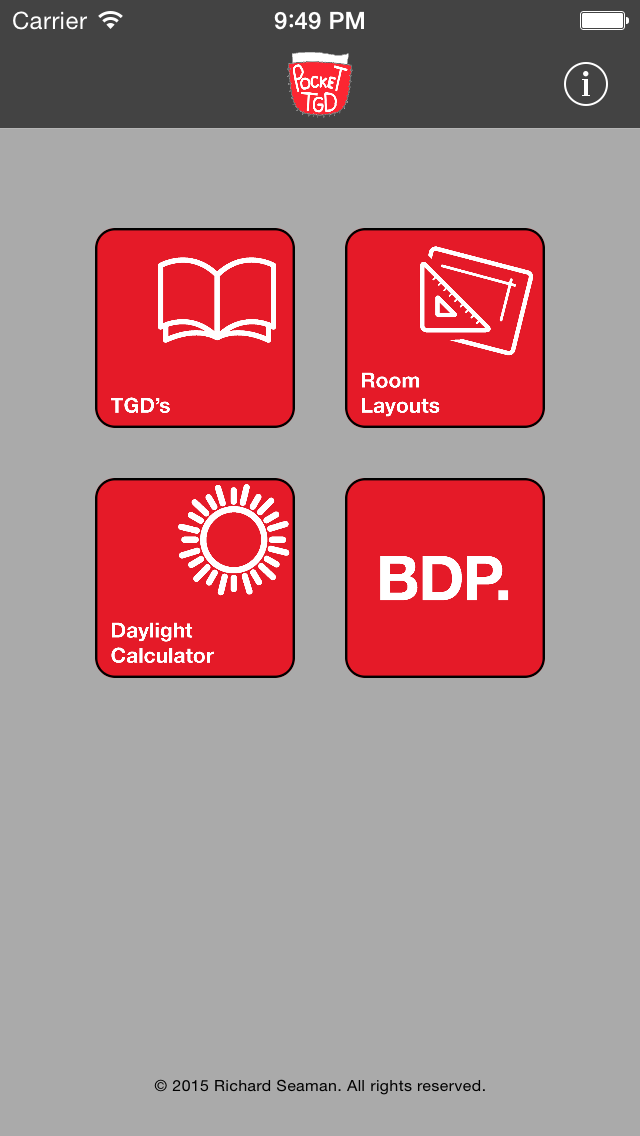 Carrier 9:49 PM
POCKET
TGD
i
TGD's
Room
Layouts
Daylight
Calculator
BDP.
© 2015 Richard Seaman. All rights reserved.